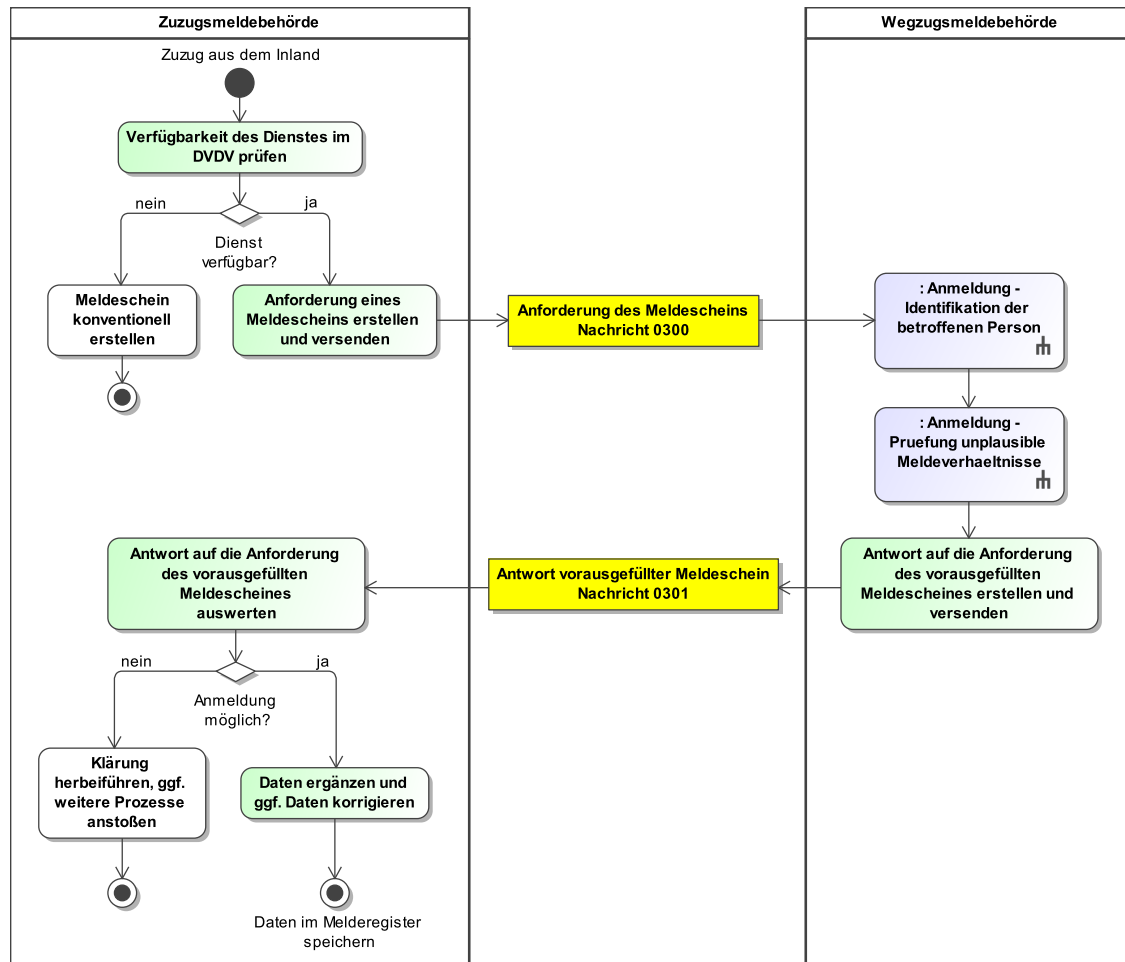 Zuzugsmeldebehörde
Wegzugsmeldebehörde
Zuzug aus dem Inland
Verfügbarkeit des Dienstes im
DVDV prüfen
nein
ja
Dienst
verfügbar?
Meldeschein
konventionell
erstellen
Anforderung eines
Meldescheins erstellen
und versenden
Anforderung des Meldescheins
Nachricht 0300
: Anmeldung -
Identifikation der
betroffenen Person
: Anmeldung -
Pruefung unplausible
Meldeverhaeltnisse
Antwort auf die Anforderung
des vorausgefüllten
Meldescheines erstellen und
versenden
Antwort vorausgefüllter Meldeschein
Nachricht 0301
Antwort auf die Anforderung
des vorausgefüllten
Meldescheines
auswerten
nein
ja
Anmeldung
möglich?
Klärung
herbeiführen, ggf.
weitere Prozesse
anstoßen
Daten ergänzen und
ggf. Daten korrigieren
Daten im Melderegister
speichern